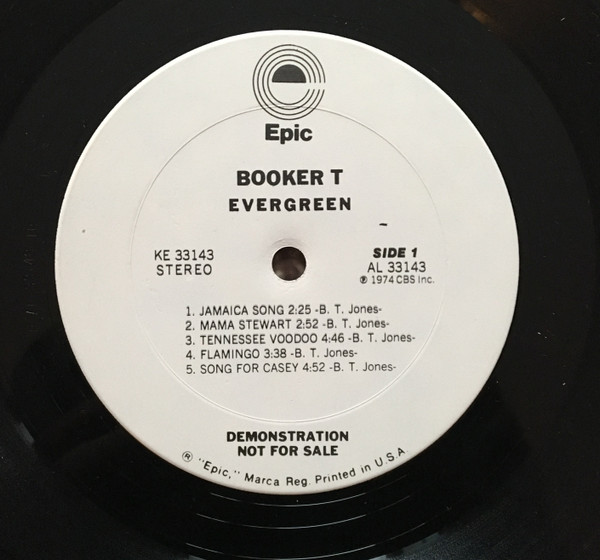 Epic
BOOKER T
EVERGREEN
KE 33143
STEREO
SIDE 1
AL 33143
℗ 1974 CBS Inc.
1. JAMAICA SONG 2:25 -B. T. Jones-
2. MAMA STEWART 2:52 -B. T. Jones-
3. TENNESSEE VOODOO 4:46 -B. T. Jones-
4. FLAMINGO 3:38 -B. T. Jones-
5. SONG FOR CASEY 4:52 -B. T. Jones-
DEMONSTRATION
NOT FOR SALE
® "Epic," Marca Reg. Printed in U.S.A.